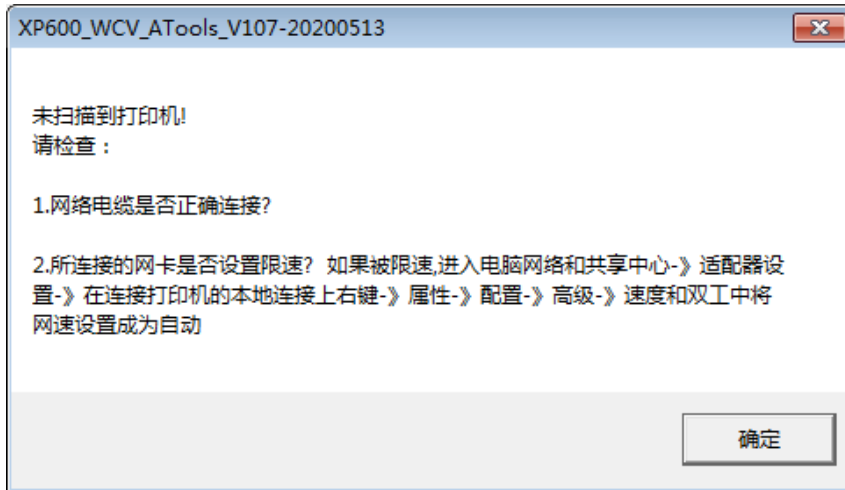 XP600_WCV_ATools_V107-20200513
未扫描到打印机!
请检查：
1.网络电缆是否正确连接?
2.所连接的网卡是否设置限速? 如果被限速,进入电脑网络和共享中心-》适配器设
置-》在连接打印机的本地连接上右键-》属性-》配置-》高级-》速度和双工中将
网速设置成为自动
确定